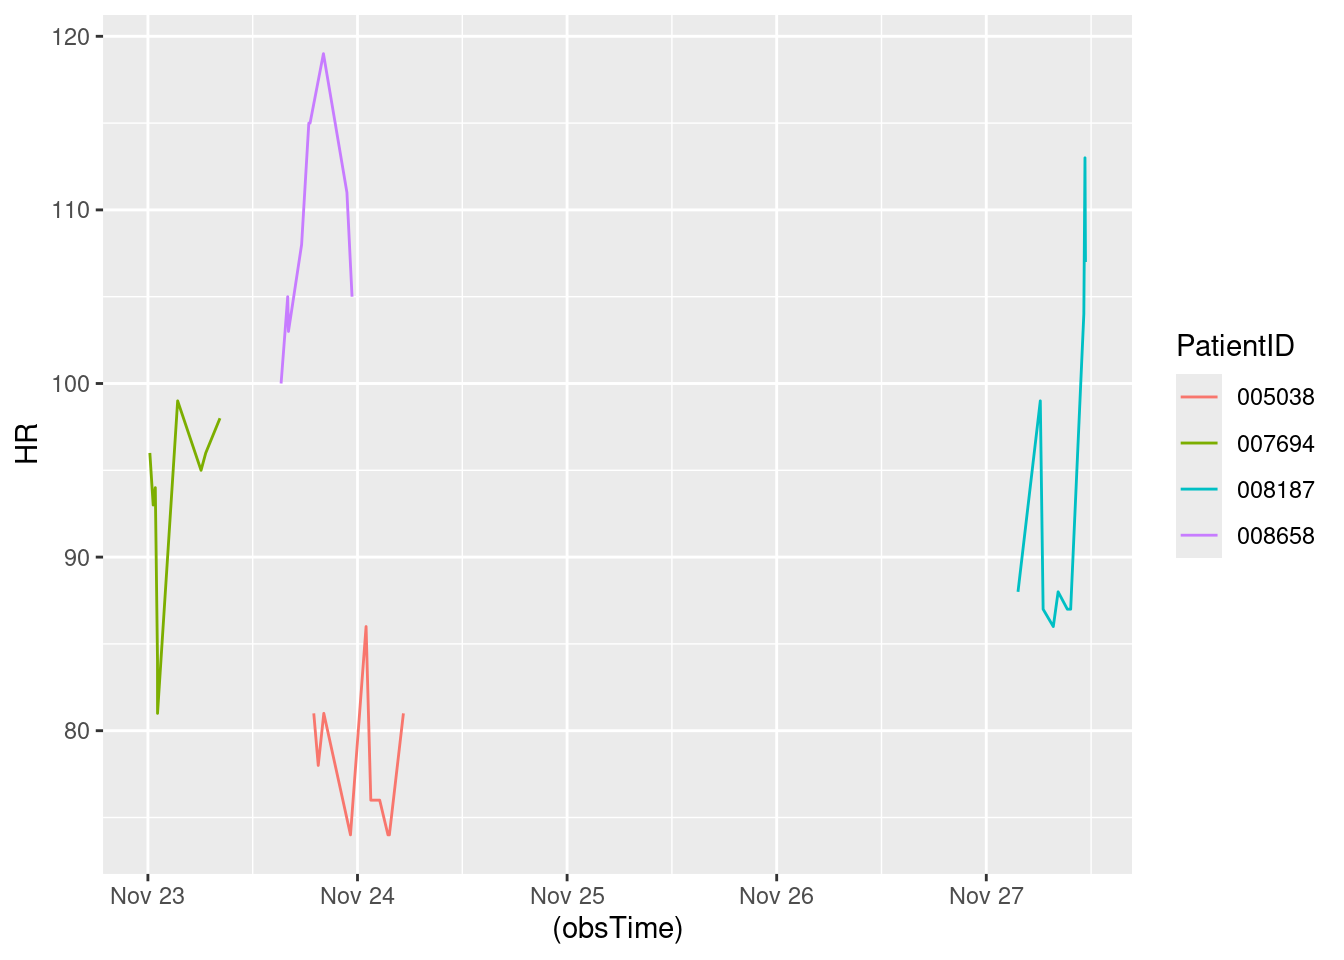 120
110
100
90
80
HR
Nov 23
Nov 24
Nov 25
Nov 26
Nov 27
(obsTime)
PatientID
005038
007694
008187
008658